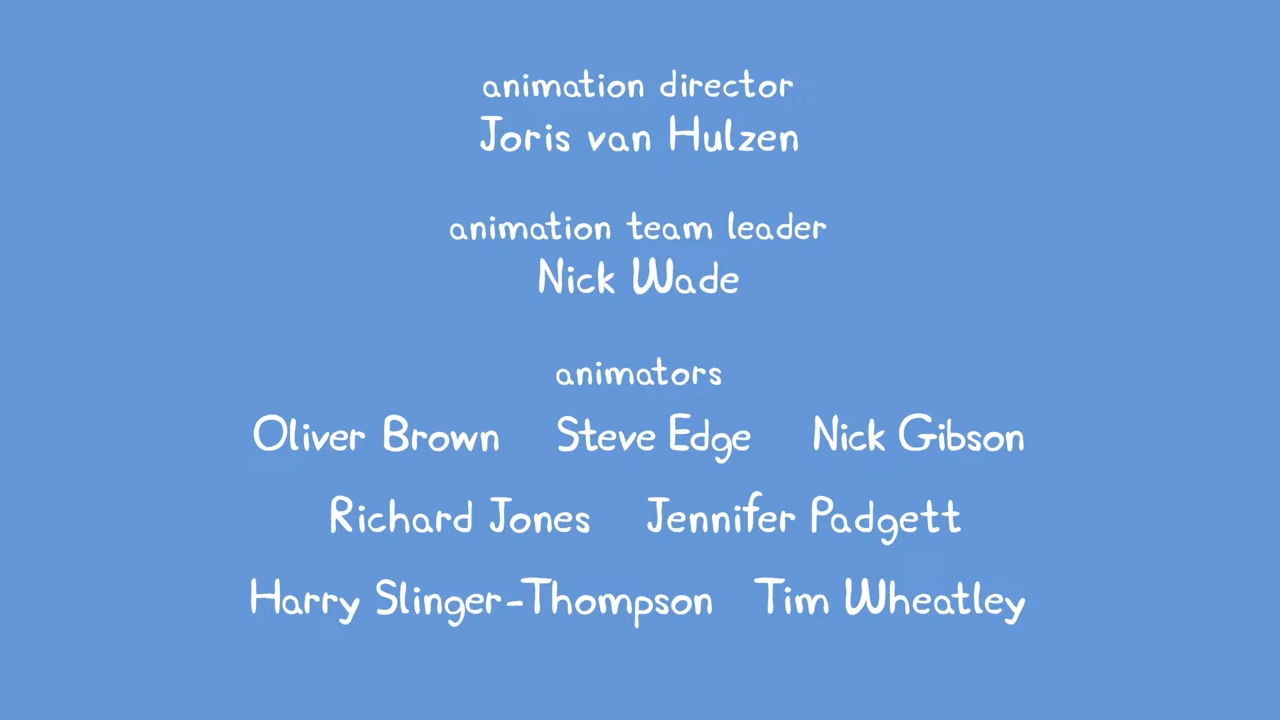 animation director
Joris van Hulzen
animation team leader
Nick Wade
animators
Oliver Brown Steve Edge Nick Gibson
Richard Jones Jennifer Padgett
Harry Slinger-Thompson Tim Wheatley